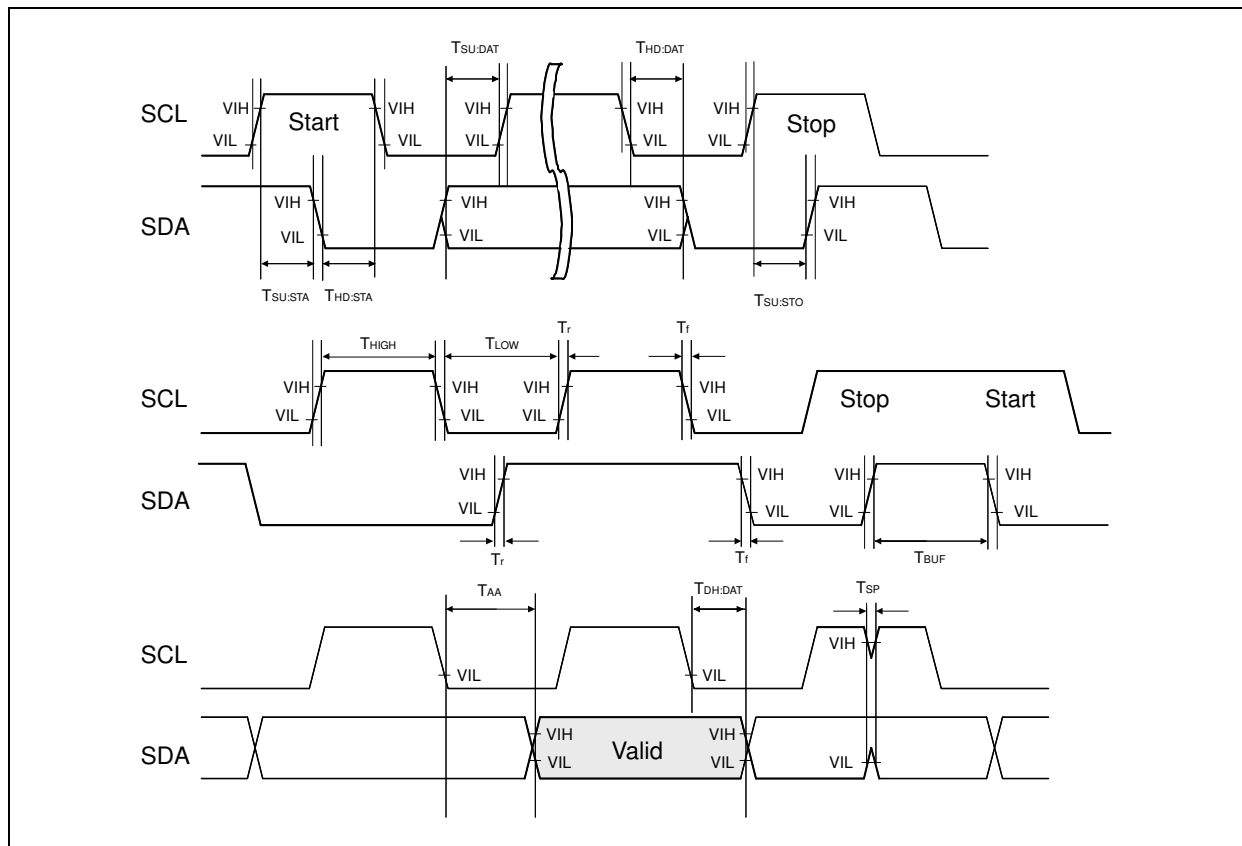 TSU:DAT THD:DAT
SCL VIH Start VIH VIH VIH VIH Stop
VIL VIL VIL VIL VIL
SDA VIH VIH VIH VIH
VIL VIL VIL VIL
TSU:STA THD:STA TSU:STO
THIGH TLOW Tr Tf
SCL VIH VIH VIH VIH Stop Start
VIL VIL VIL VIL
SDA VIH VIH VIH VIH
VIL VIL VIL VIL
Tr Tf TBUF
TAA TDH:DAT TSP
SCL VIH
VIL VIL
SDA VIH Valid VIH
VIL VIL VIL